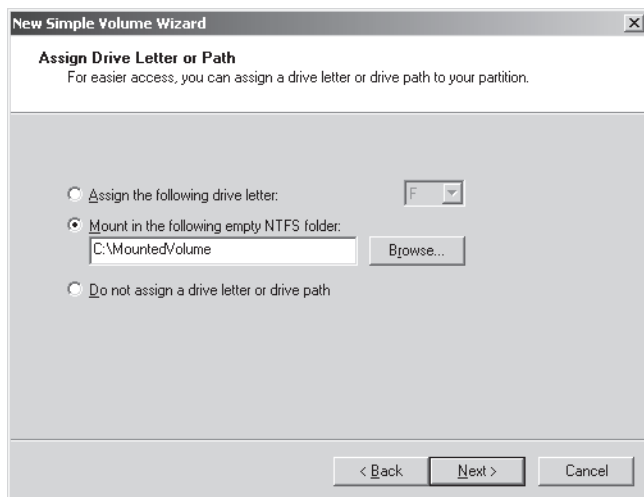 New Simple Volume Wizard
Assign Drive Letter or Path
For easier access, you can assign a drive letter or drive path to your partition.
Assign the following drive letter: F
Mount in the following empty NTFS folder:
C:\MountedVolume Browse...
Do not assign a drive letter or drive path
< Back Next > Cancel